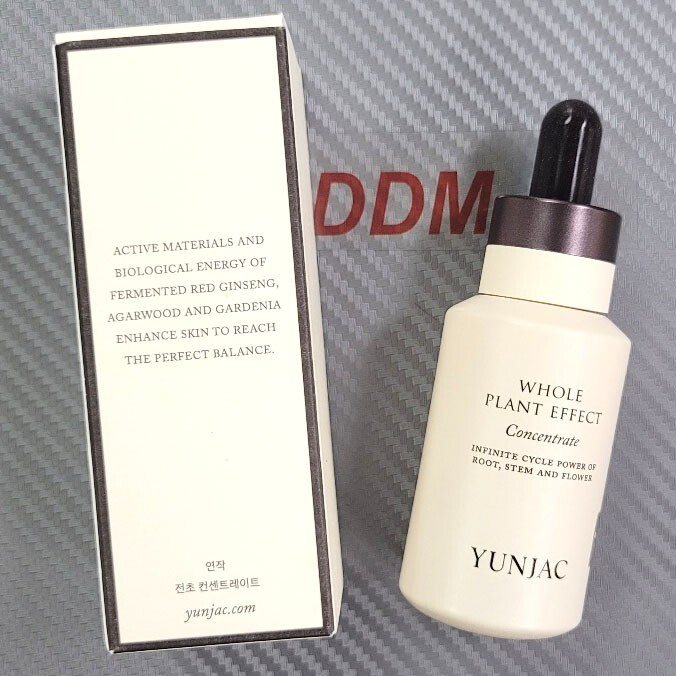 ACTIVE MATERIALS AND
BIOLOGICAL ENERGY OF
FERMENTED RED GINSENG,
AGARWOOD AND GARDENIA
ENHANCE SKIN TO REACH
THE PERFECT BALANCE.
연작
전초 컨센트레이트
yunjac.com
DDM
WHOLE
PLANT EFFECT
Concentrate
INFINITE CYCLE POWER OF
ROOT, STEM AND FLOWER
YUNJAC